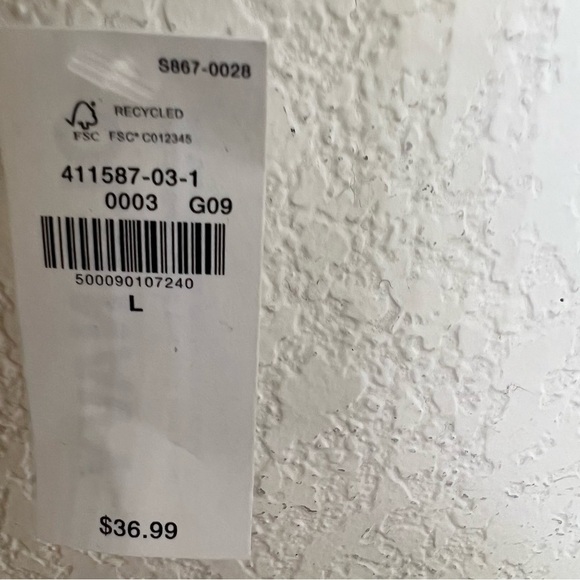 S867-0028
RECYCLED
FSC FSC® C012345
411587-03-1
0003 G09
500090107240
L
$36.99